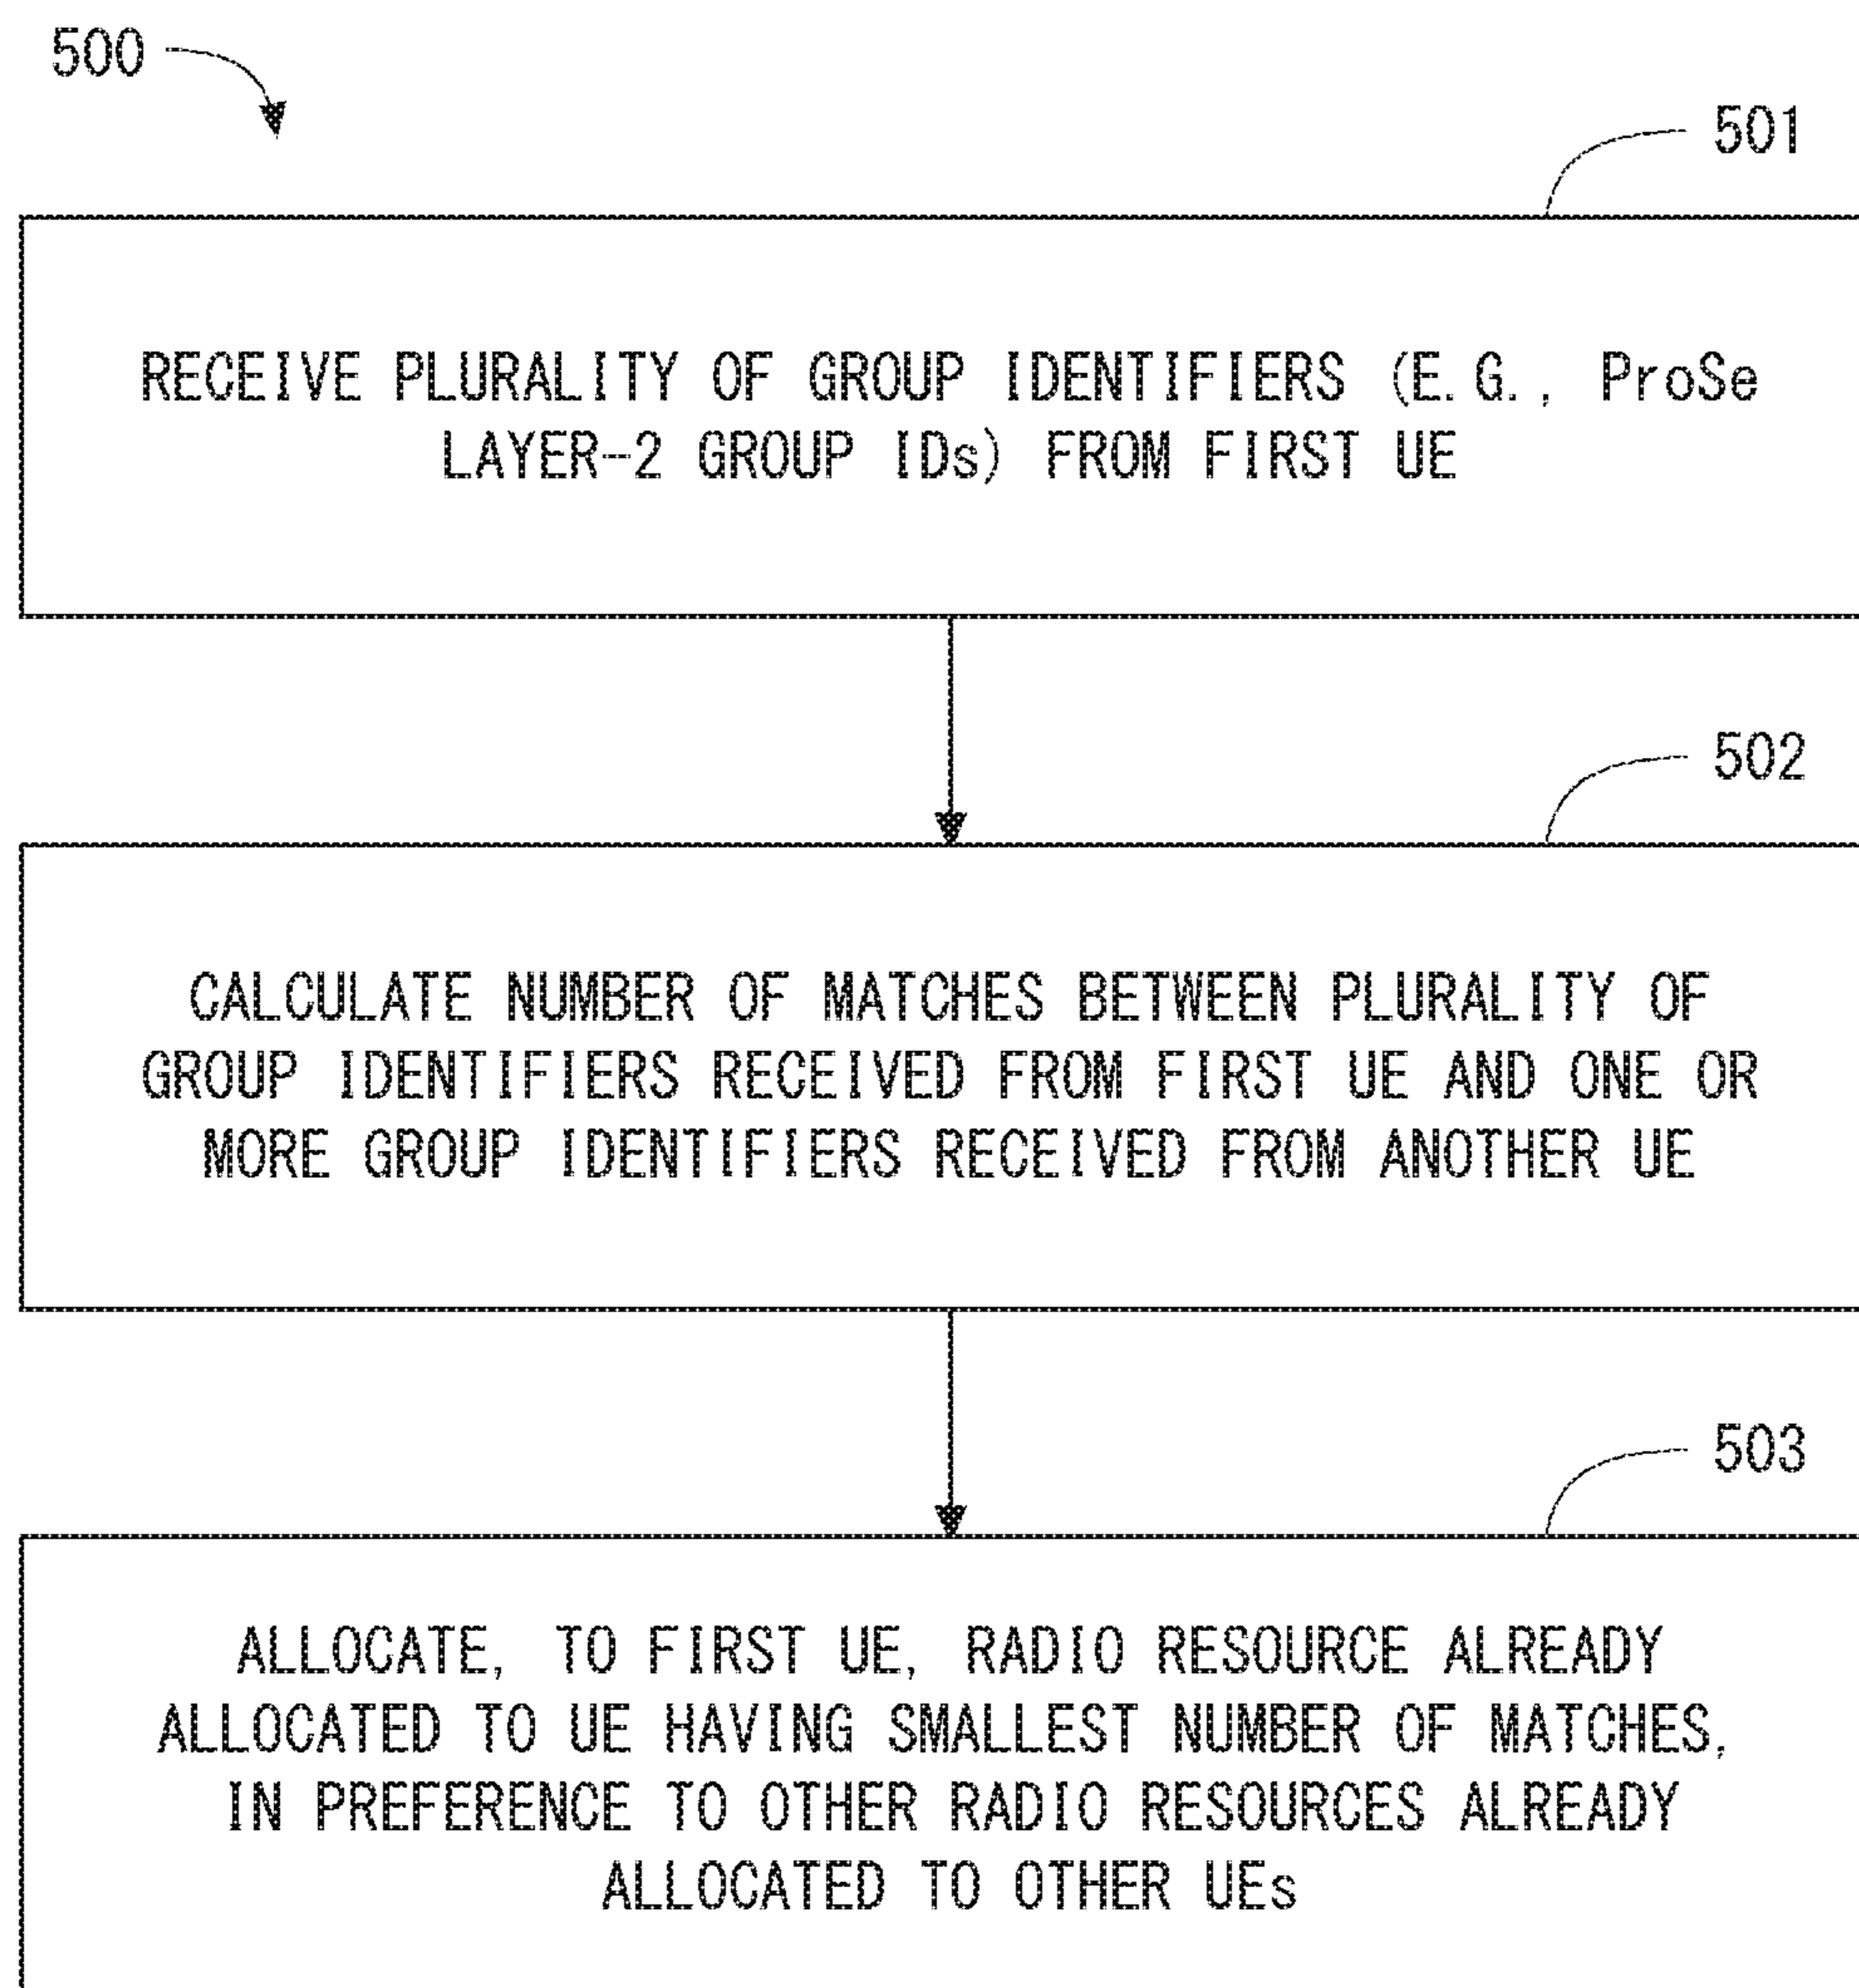 500
501
RECEIVE PLURALITY OF GROUP IDENTIFIERS (E.G., ProSe
LAYER-2 GROUP IDs) FROM FIRST UE
502
CALCULATE NUMBER OF MATCHES BETWEEN PLURALITY OF
GROUP IDENTIFIERS RECEIVED FROM FIRST UE AND ONE OR
MORE GROUP IDENTIFIERS RECEIVED FROM ANOTHER UE
503
ALLOCATE, TO FIRST UE, RADIO RESOURCE ALREADY
ALLOCATED TO UE HAVING SMALLEST NUMBER OF MATCHES,
IN PREFERENCE TO OTHER RADIO RESOURCES ALREADY
ALLOCATED TO OTHER UEs